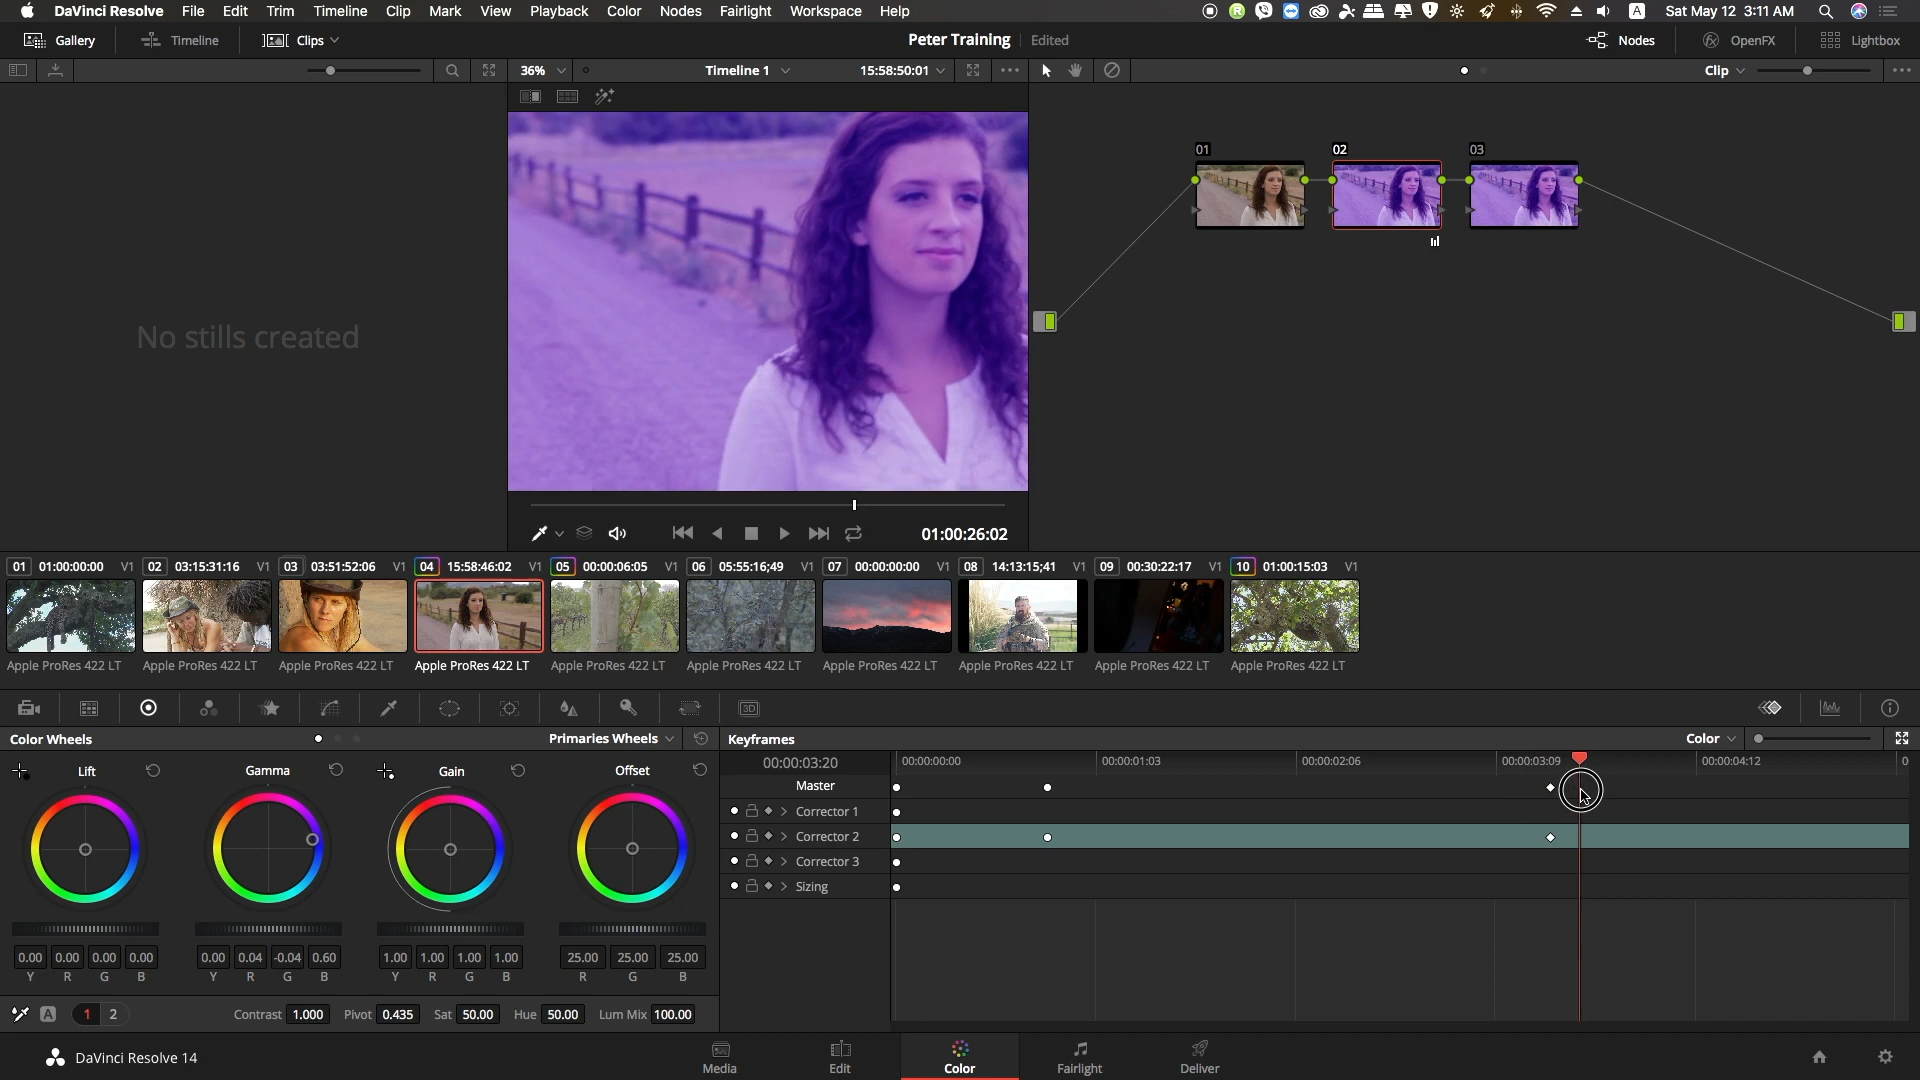 DaVinci Resolve File Edit Trim Timeline Clip Mark View Playback Color Nodes Fairlight Workspace Help A Sat May 12 3:11 AM
Gallery Timeline Clips Peter Training Edited Nodes OpenFX Lightbox
36% Timeline 1 15:58:50:01 Clip
01 02 03
No stills created
01:00:26:02
01 01:00:00:00 V1 02 03:15:31:16 V1 03 03:51:52:06 V1 04 15:58:46:02 V1 05 00:00:06:05 V1 06 05:55:16;49 V1 07 00:00:00:00 V1 08 14:13:15;41 V1 09 00:30:22:17 V1 10 01:00:15:03 V1
Apple ProRes 422 LT Apple ProRes 422 LT Apple ProRes 422 LT Apple ProRes 422 LT Apple ProRes 422 LT Apple ProRes 422 LT Apple ProRes 422 LT Apple ProRes 422 LT Apple ProRes 422 LT Apple ProRes 422 LT
3D
Color Wheels Primaries Wheels Keyframes Color
Lift Gamma Gain Offset
00:00:03:20 00:00:00:00 00:00:01:03 00:00:02:06 00:00:03:09 00:00:04:12 0
Master
Corrector 1
Corrector 2
Corrector 3
Sizing
0.00 0.00 0.00 0.00 0.00 0.04 -0.04 0.60 1.00 1.00 1.00 1.00 25.00 25.00 25.00
Y R G B Y R G B Y R G B R G B
A 1 2 Contrast 1.000 Pivot 0.435 Sat 50.00 Hue 50.00 Lum Mix 100.00
DaVinci Resolve 14 Media Edit Color Fairlight Deliver